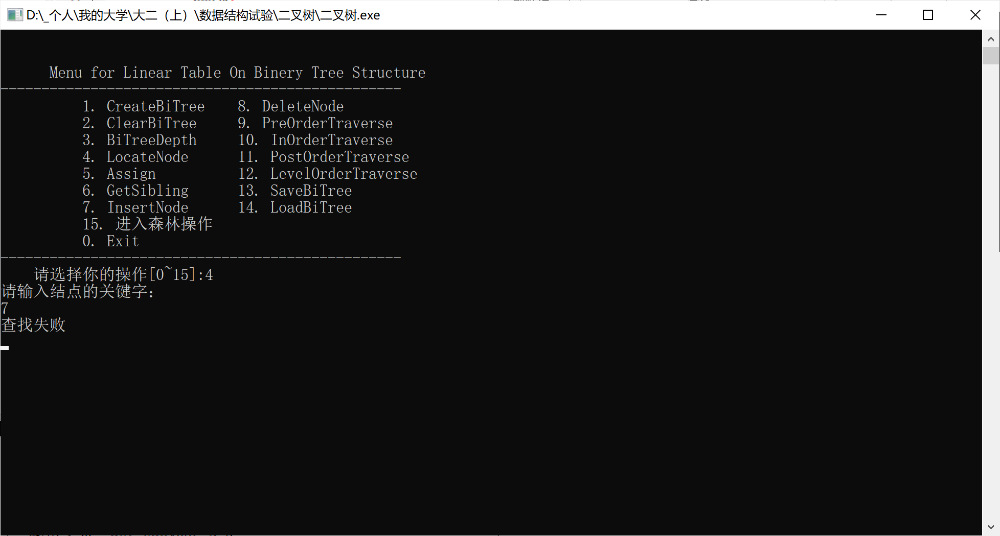 D:\_个人\我的大学\大二（上）\数据结构试验\二叉树\二叉树.exe
Menu for Linear Table On Binery Tree Structure
-------------------------------------------------
1. CreateBiTree    8. DeleteNode
2. ClearBiTree     9. PreOrderTraverse
3. BiTreeDepth     10. InOrderTraverse
4. LocateNode      11. PostOrderTraverse
5. Assign          12. LevelOrderTraverse
6. GetSibling      13. SaveBiTree
7. InsertNode      14. LoadBiTree
15. 进入森林操作
0. Exit
-------------------------------------------------
请选择你的操作[0~15]:4
请输入结点的关键字：
7
查找失败